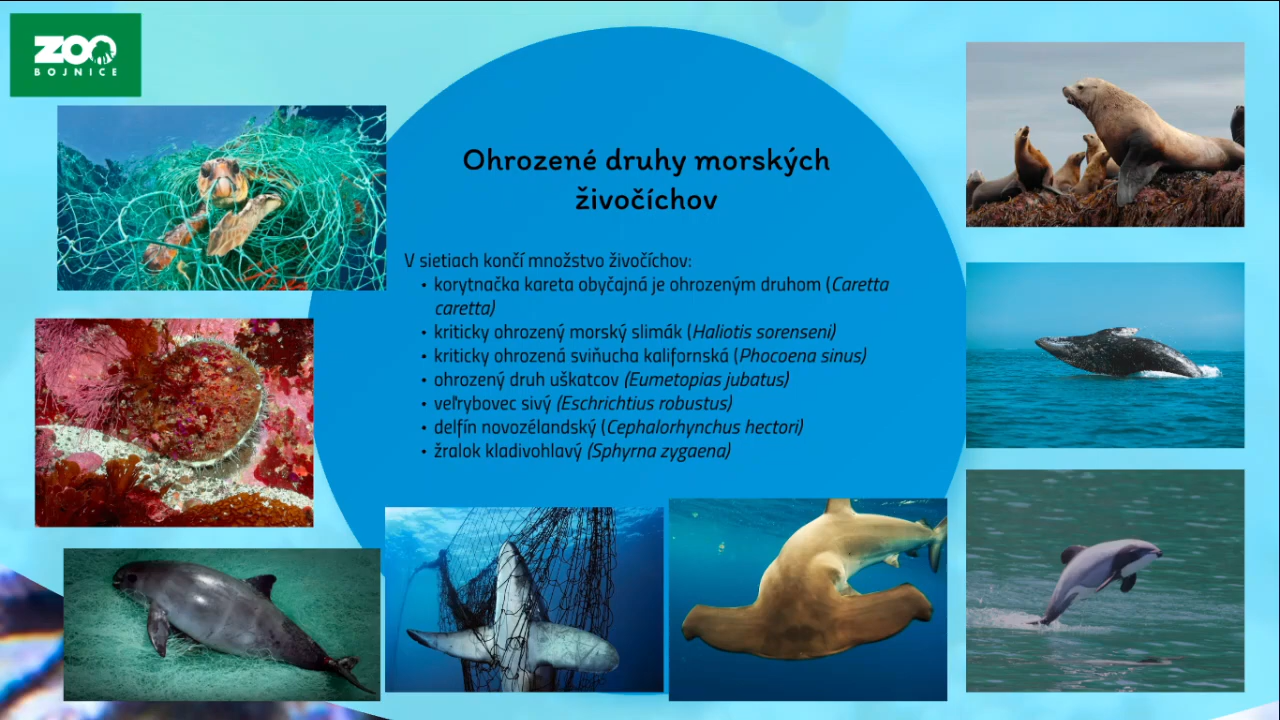 ZOO
BOJNICE
Ohrozené druhy morských
živočíchov
V sietiach končí množstvo živočíchov:
• korytnačka kareta obyčajná je ohrozeným druhom (Caretta
caretta)
• kriticky ohrozený morský slimák (Haliotis sorenseni)
• kriticky ohrozená sviňucha kalifornská (Phocoena sinus)
• ohrozený druh uškatcov (Eumetopias jubatus)
• veľrybovec sivý (Eschrichtius robustus)
• delfín novozélandský (Cephalorhynchus hectori)
• žralok kladivohlavý (Sphyrna zygaena)